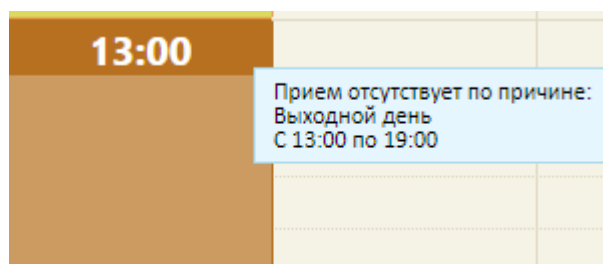 13:00
Прием отсутствует по причине:
Выходной день
С 13:00 по 19:00